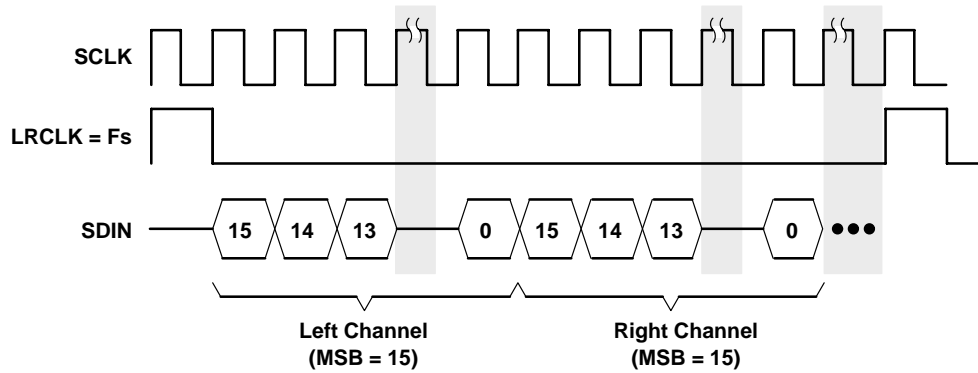 SCLK
LRCLK = Fs
SDIN
15 14 13 0 15 14 13 0
Left Channel
(MSB = 15)
Right Channel
(MSB = 15)